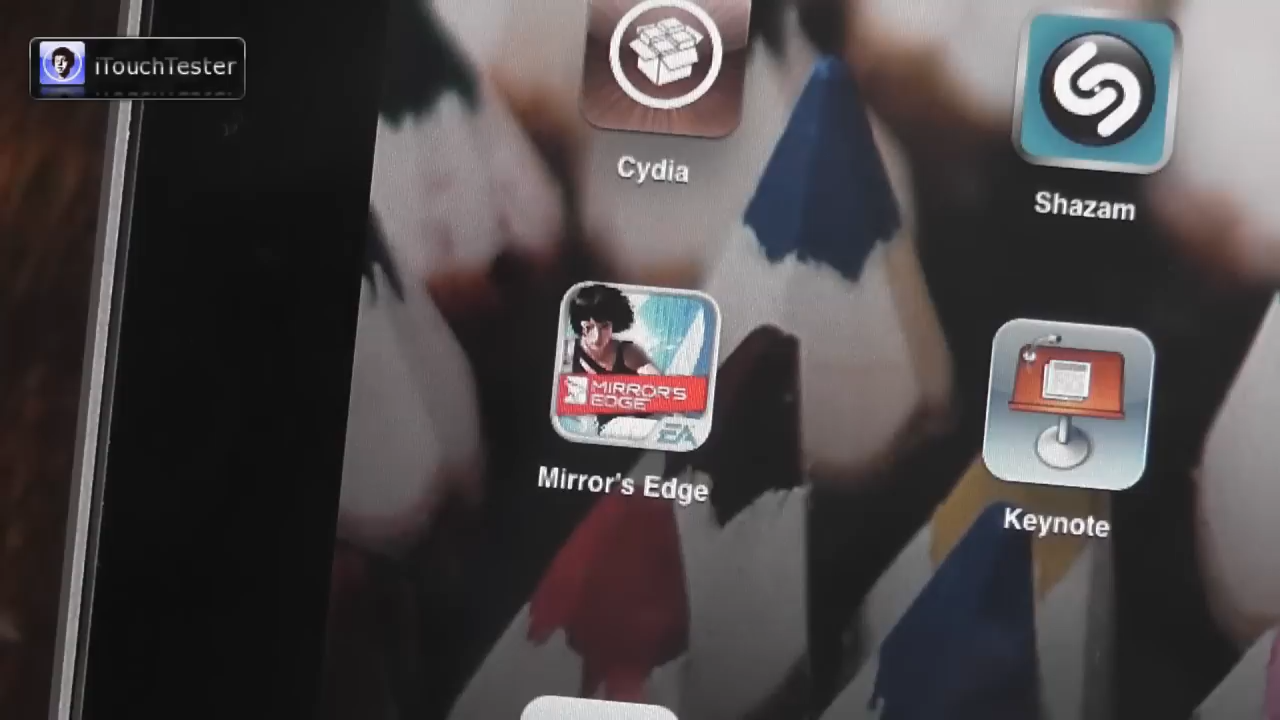 iTouchTester
Cydia
Shazam
MIRROR'S
EDGE
EA
Mirror's Edge
Keynote